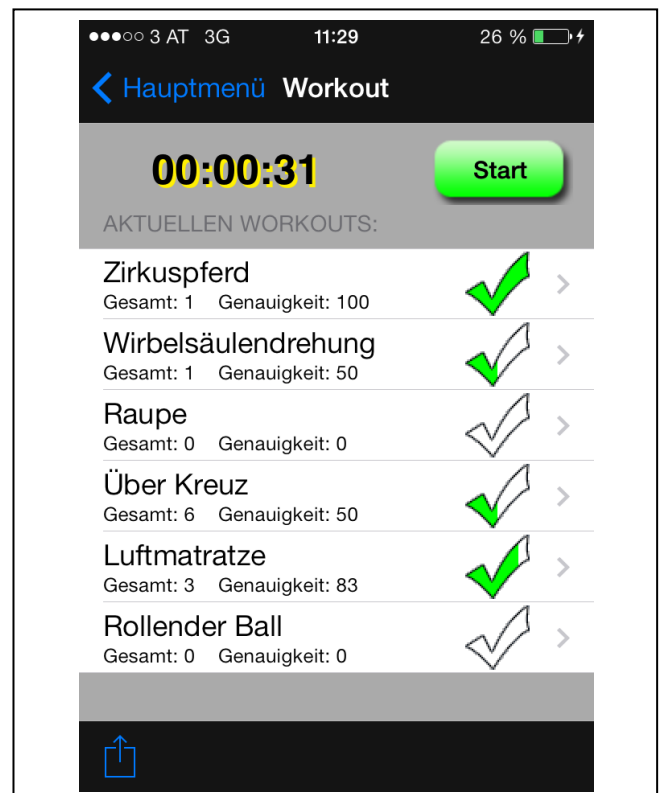 3 AT 3G 11:29 26 %
Hauptmenü Workout
00:00:31 Start
AKTUELLEN WORKOUTS:
Zirkuspferd
Gesamt: 1 Genauigkeit: 100
Wirbelsäulendrehung
Gesamt: 1 Genauigkeit: 50
Raupe
Gesamt: 0 Genauigkeit: 0
Über Kreuz
Gesamt: 6 Genauigkeit: 50
Luftmatratze
Gesamt: 3 Genauigkeit: 83
Rollender Ball
Gesamt: 0 Genauigkeit: 0